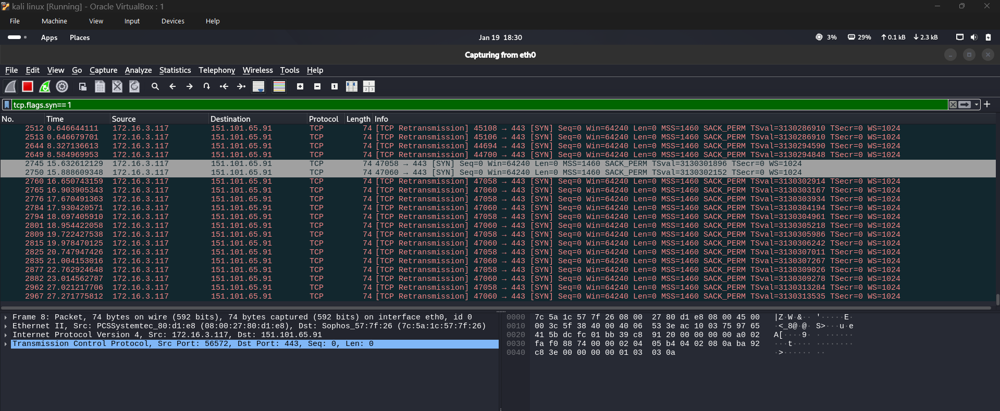 kali linux [Running] - Oracle VirtualBox : 1
File Machine View Input Devices Help
Apps Places Jan 19 18:30 3% 29% ↑0.1 kB ↓2.3 kB
Capturing from eth0
File Edit View Go Capture Analyze Statistics Telephony Wireless Tools Help
tcp.flags.syn==1
No. Time Source Destination Protocol Length Info
2512 0.646644111 172.16.3.117 151.101.65.91 TCP 74 [TCP Retransmission] 45108 → 443 [SYN] Seq=0 Win=64240 Len=0 MSS=1460 SACK_PERM TSval=3130286910 TSecr=0 WS=1024
2513 0.646679701 172.16.3.117 151.101.65.91 TCP 74 [TCP Retransmission] 45106 → 443 [SYN] Seq=0 Win=64240 Len=0 MSS=1460 SACK_PERM TSval=3130286910 TSecr=0 WS=1024
2644 8.327136613 172.16.3.117 151.101.65.91 TCP 74 [TCP Retransmission] 44694 → 443 [SYN] Seq=0 Win=64240 Len=0 MSS=1460 SACK_PERM TSval=3130294590 TSecr=0 WS=1024
2649 8.584969953 172.16.3.117 151.101.65.91 TCP 74 [TCP Retransmission] 44700 → 443 [SYN] Seq=0 Win=64240 Len=0 MSS=1460 SACK_PERM TSval=3130294848 TSecr=0 WS=1024
2745 15.632612129 172.16.3.117 151.101.65.91 TCP 74 47058 → 443 [SYN] Seq=0 Win=64240 Len=0 MSS=1460 SACK_PERM TSval=3130301896 TSecr=0 WS=1024
2750 15.888609348 172.16.3.117 151.101.65.91 TCP 74 47060 → 443 [SYN] Seq=0 Win=64240 Len=0 MSS=1460 SACK_PERM TSval=3130302152 TSecr=0 WS=1024
2760 16.650743159 172.16.3.117 151.101.65.91 TCP 74 [TCP Retransmission] 47058 → 443 [SYN] Seq=0 Win=64240 Len=0 MSS=1460 SACK_PERM TSval=3130302914 TSecr=0 WS=1024
2765 16.903905343 172.16.3.117 151.101.65.91 TCP 74 [TCP Retransmission] 47060 → 443 [SYN] Seq=0 Win=64240 Len=0 MSS=1460 SACK_PERM TSval=3130303167 TSecr=0 WS=1024
2776 17.670491363 172.16.3.117 151.101.65.91 TCP 74 [TCP Retransmission] 47058 → 443 [SYN] Seq=0 Win=64240 Len=0 MSS=1460 SACK_PERM TSval=3130303934 TSecr=0 WS=1024
2784 17.930420571 172.16.3.117 151.101.65.91 TCP 74 [TCP Retransmission] 47060 → 443 [SYN] Seq=0 Win=64240 Len=0 MSS=1460 SACK_PERM TSval=3130304194 TSecr=0 WS=1024
2794 18.697405910 172.16.3.117 151.101.65.91 TCP 74 [TCP Retransmission] 47058 → 443 [SYN] Seq=0 Win=64240 Len=0 MSS=1460 SACK_PERM TSval=3130304961 TSecr=0 WS=1024
2801 18.954422058 172.16.3.117 151.101.65.91 TCP 74 [TCP Retransmission] 47060 → 443 [SYN] Seq=0 Win=64240 Len=0 MSS=1460 SACK_PERM TSval=3130305218 TSecr=0 WS=1024
2809 19.722427538 172.16.3.117 151.101.65.91 TCP 74 [TCP Retransmission] 47058 → 443 [SYN] Seq=0 Win=64240 Len=0 MSS=1460 SACK_PERM TSval=3130305986 TSecr=0 WS=1024
2815 19.978470125 172.16.3.117 151.101.65.91 TCP 74 [TCP Retransmission] 47060 → 443 [SYN] Seq=0 Win=64240 Len=0 MSS=1460 SACK_PERM TSval=3130306242 TSecr=0 WS=1024
2825 20.747947426 172.16.3.117 151.101.65.91 TCP 74 [TCP Retransmission] 47058 → 443 [SYN] Seq=0 Win=64240 Len=0 MSS=1460 SACK_PERM TSval=3130307011 TSecr=0 WS=1024
2835 21.004153016 172.16.3.117 151.101.65.91 TCP 74 [TCP Retransmission] 47060 → 443 [SYN] Seq=0 Win=64240 Len=0 MSS=1460 SACK_PERM TSval=3130307267 TSecr=0 WS=1024
2877 22.762924648 172.16.3.117 151.101.65.91 TCP 74 [TCP Retransmission] 47058 → 443 [SYN] Seq=0 Win=64240 Len=0 MSS=1460 SACK_PERM TSval=3130309026 TSecr=0 WS=1024
2882 23.014562787 172.16.3.117 151.101.65.91 TCP 74 [TCP Retransmission] 47060 → 443 [SYN] Seq=0 Win=64240 Len=0 MSS=1460 SACK_PERM TSval=3130309278 TSecr=0 WS=1024
2962 27.021217706 172.16.3.117 151.101.65.91 TCP 74 [TCP Retransmission] 47058 → 443 [SYN] Seq=0 Win=64240 Len=0 MSS=1460 SACK_PERM TSval=3130313284 TSecr=0 WS=1024
2967 27.271775812 172.16.3.117 151.101.65.91 TCP 74 [TCP Retransmission] 47060 → 443 [SYN] Seq=0 Win=64240 Len=0 MSS=1460 SACK_PERM TSval=3130313535 TSecr=0 WS=1024
Frame 8: Packet, 74 bytes on wire (592 bits), 74 bytes captured (592 bits) on interface eth0, id 0
Ethernet II, Src: PCSSystemtec_80:d1:e8 (08:00:27:80:d1:e8), Dst: Sophos_57:7f:26 (7c:5a:1c:57:7f:26)
Internet Protocol Version 4, Src: 172.16.3.117, Dst: 151.101.65.91
Transmission Control Protocol, Src Port: 56572, Dst Port: 443, Seq: 0, Len: 0
0000 7c 5a 1c 57 7f 26 08 00 27 80 d1 e8 08 00 45 00 |Z·W·&·· '·····E·
0010 00 3c 5f 38 40 00 40 06 53 3e ac 10 03 75 97 65 ·<_8@·@· S>···u·e
0020 41 5b dc fc 01 bb 39 c8 91 20 00 00 00 00 a0 02 A[····9· · ······
0030 fa f0 88 74 00 00 02 04 05 b4 04 02 08 0a ba 92 ···t···· ········
0040 c8 3e 00 00 00 00 01 03 03 0a ·>······ ··